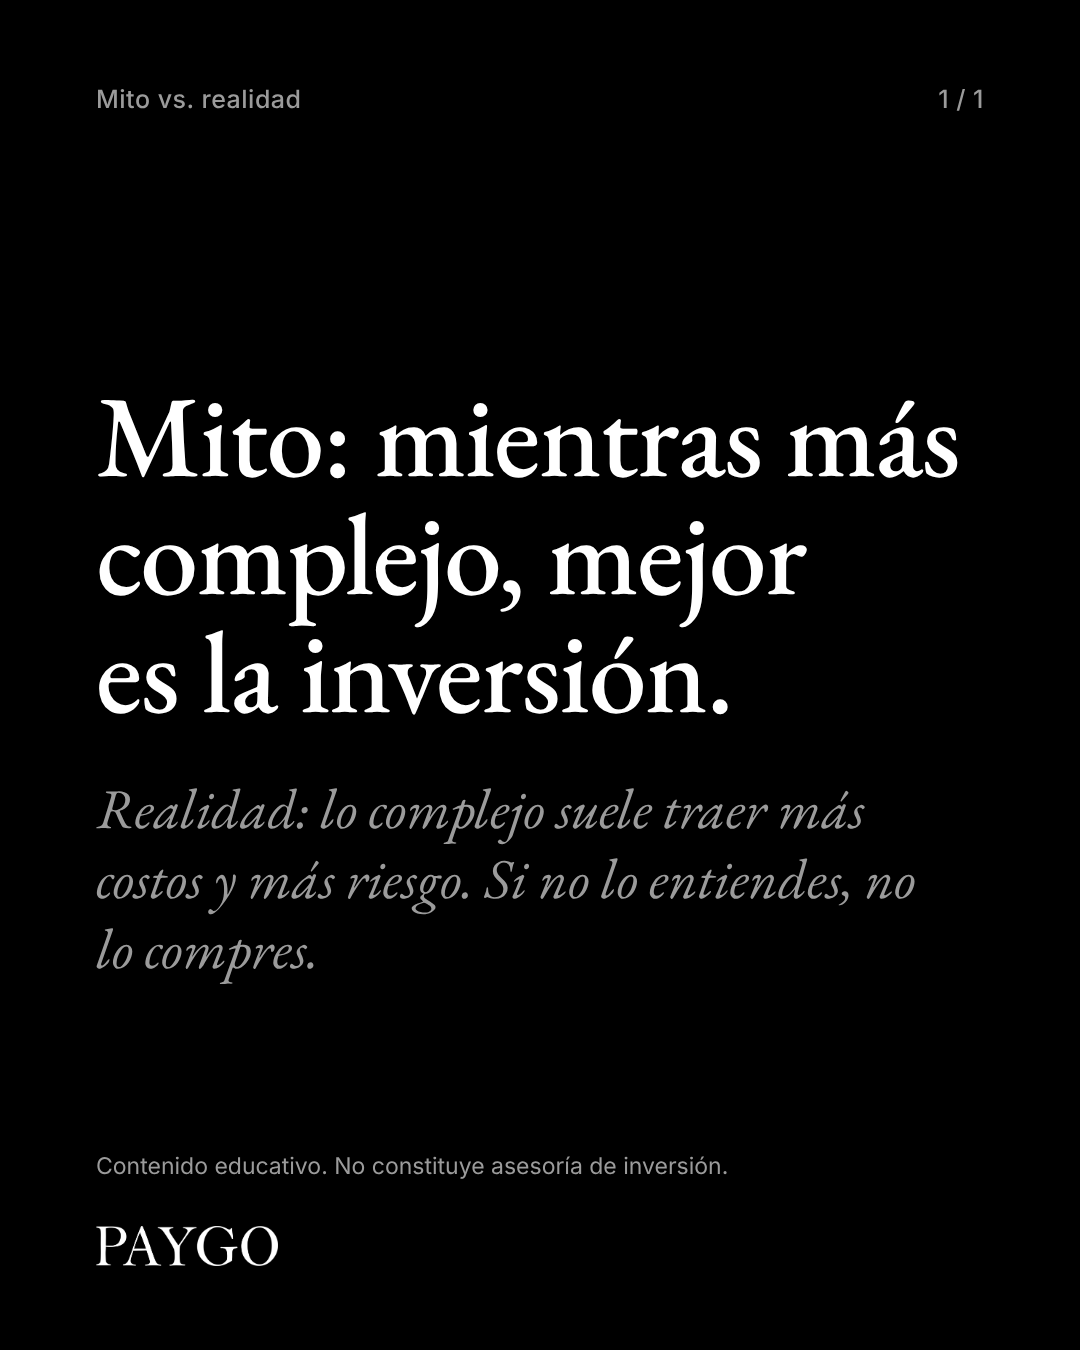 Mito vs. realidad
1 / 1
Mito: mientras más
complejo, mejor
es la inversión.
Realidad: lo complejo suele traer más
costos y más riesgo. Si no lo entiendes, no
lo compres.
Contenido educativo. No constituye asesoría de inversión.
PAYGO